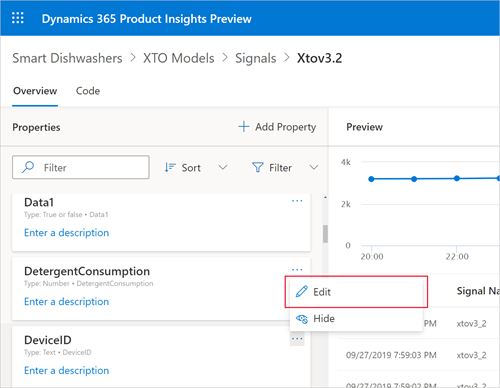 Dynamics 365 Product Insights Preview
Smart Dishwashers > XTO Models > Signals > Xtov3.2
Overview Code
Properties + Add Property
Filter Sort Filter
Data1 ...
Type: True or false • Data1
Enter a description
DetergentConsumption ...
Type: Number • DetergentConsumption
Enter a description
DeviceID ...
Type: Text • DeviceID
Enter a description
Edit
Hide
Preview
4k
2k
0
20:00 22:00
Signal Na
PM xtov3_2
09/27/2019 7:59:03 PM xtov3_2
09/27/2019 7:59:02 PM xtov3_2